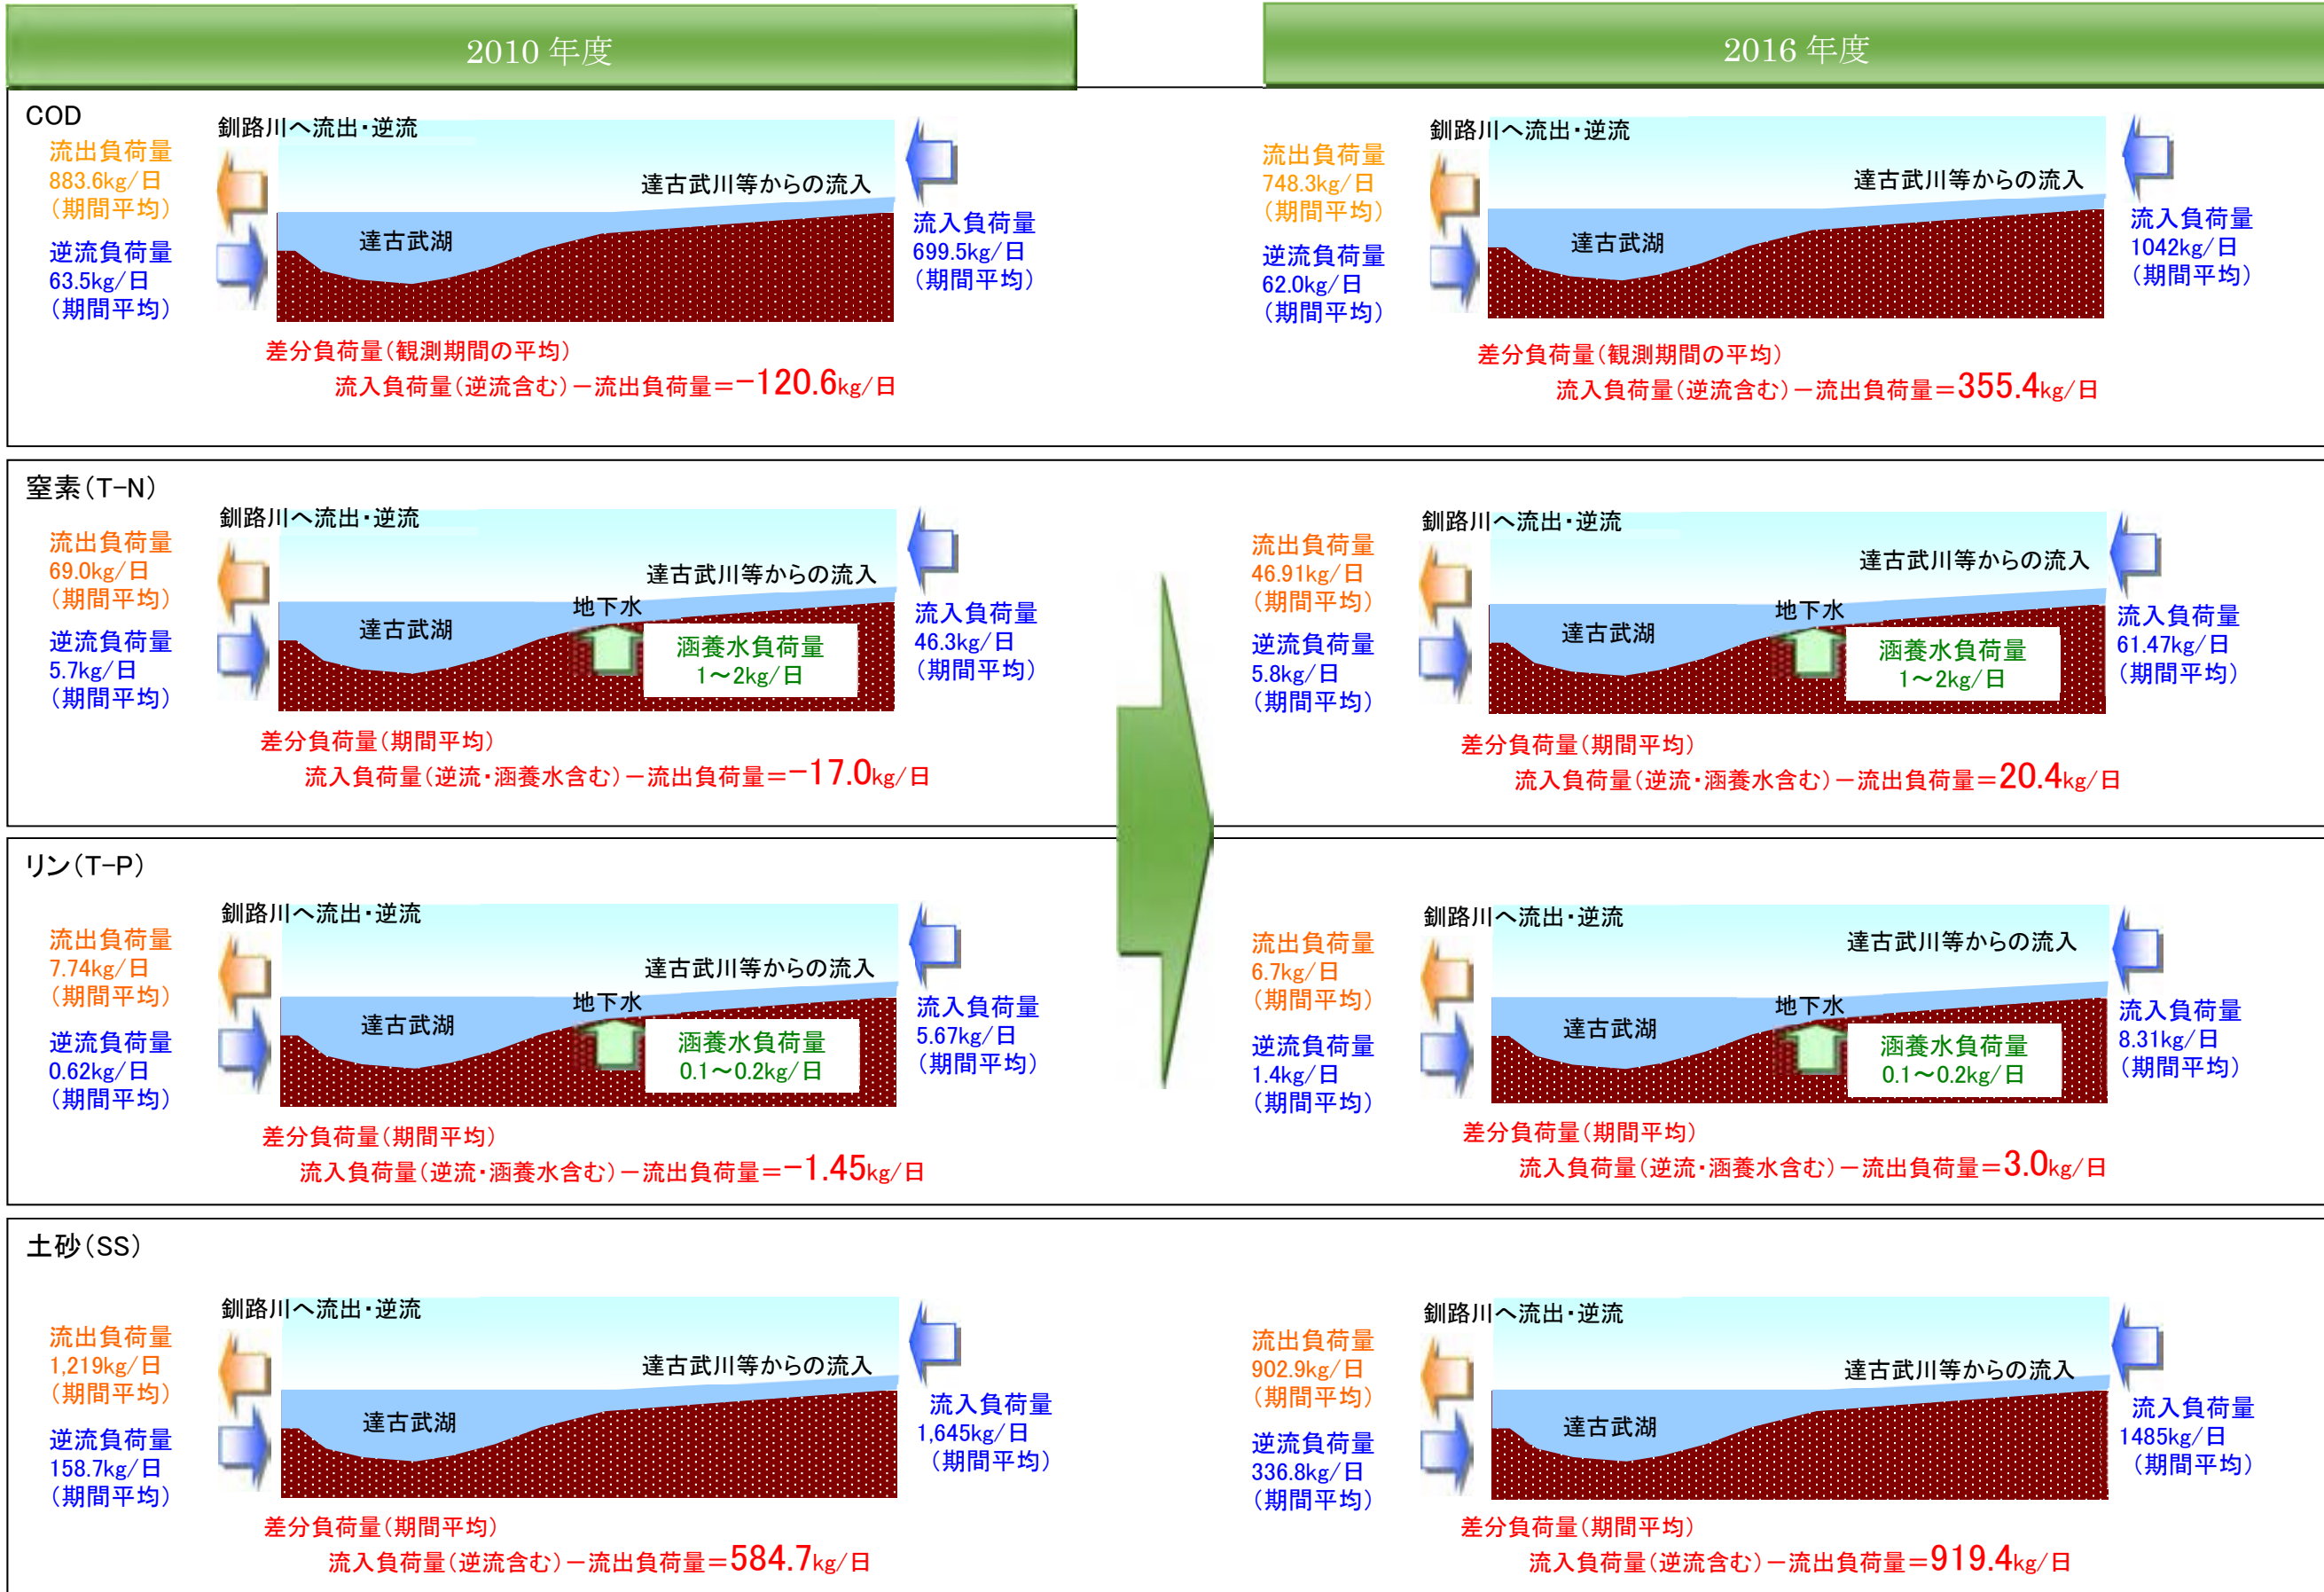 2010 年度
2016 年度
COD
釧路川へ流出・逆流
流出負荷量
883.6kg/日
(期間平均)
達古武川等からの流入
達古武湖
逆流負荷量
63.5kg/日
(期間平均)
流入負荷量
699.5kg/日
(期間平均)
差分負荷量(観測期間の平均)
流入負荷量(逆流含む)－流出負荷量＝-120.6kg/日
釧路川へ流出・逆流
流出負荷量
748.3kg/日
(期間平均)
達古武川等からの流入
達古武湖
逆流負荷量
62.0kg/日
(期間平均)
流入負荷量
1042kg/日
(期間平均)
差分負荷量(観測期間の平均)
流入負荷量(逆流含む)－流出負荷量＝355.4kg/日
窒素(T-N)
釧路川へ流出・逆流
流出負荷量
69.0kg/日
(期間平均)
達古武川等からの流入
地下水
達古武湖
逆流負荷量
5.7kg/日
(期間平均)
涵養水負荷量
1～2kg/日
流入負荷量
46.3kg/日
(期間平均)
差分負荷量(期間平均)
流入負荷量(逆流・涵養水含む)－流出負荷量＝-17.0kg/日
釧路川へ流出・逆流
流出負荷量
46.91kg/日
(期間平均)
達古武川等からの流入
地下水
達古武湖
逆流負荷量
5.8kg/日
(期間平均)
涵養水負荷量
1～2kg/日
流入負荷量
61.47kg/日
(期間平均)
差分負荷量(期間平均)
流入負荷量(逆流・涵養水含む)－流出負荷量＝20.4kg/日
リン(T-P)
釧路川へ流出・逆流
流出負荷量
7.74kg/日
(期間平均)
達古武川等からの流入
地下水
達古武湖
逆流負荷量
0.62kg/日
(期間平均)
涵養水負荷量
0.1～0.2kg/日
流入負荷量
5.67kg/日
(期間平均)
差分負荷量(期間平均)
流入負荷量(逆流・涵養水含む)－流出負荷量＝-1.45kg/日
釧路川へ流出・逆流
流出負荷量
6.7kg/日
(期間平均)
達古武川等からの流入
地下水
達古武湖
逆流負荷量
1.4kg/日
(期間平均)
涵養水負荷量
0.1～0.2kg/日
流入負荷量
8.31kg/日
(期間平均)
差分負荷量(期間平均)
流入負荷量(逆流・涵養水含む)－流出負荷量＝3.0kg/日
土砂(SS)
釧路川へ流出・逆流
流出負荷量
1,219kg/日
(期間平均)
達古武川等からの流入
達古武湖
逆流負荷量
158.7kg/日
(期間平均)
流入負荷量
1,645kg/日
(期間平均)
差分負荷量(期間平均)
流入負荷量(逆流含む)－流出負荷量＝584.7kg/日
釧路川へ流出・逆流
流出負荷量
902.9kg/日
(期間平均)
達古武川等からの流入
達古武湖
逆流負荷量
336.8kg/日
(期間平均)
流入負荷量
1485kg/日
(期間平均)
差分負荷量(期間平均)
流入負荷量(逆流含む)－流出負荷量＝919.4kg/日